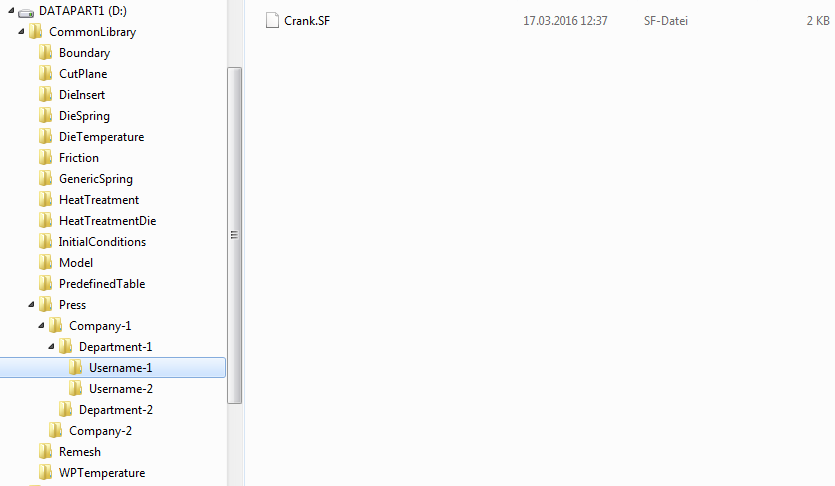 DATAPART1 (D:)
CommonLibrary
Boundary
CutPlane
DieInsert
DieSpring
DieTemperature
Friction
GenericSpring
HeatTreatment
HeatTreatmentDie
InitialConditions
Model
PredefinedTable
Press
Company-1
Department-1
Username-1
Username-2
Department-2
Company-2
Remesh
WPTemperature
Crank.SF 17.03.2016 12:37 SF-Datei 2 KB